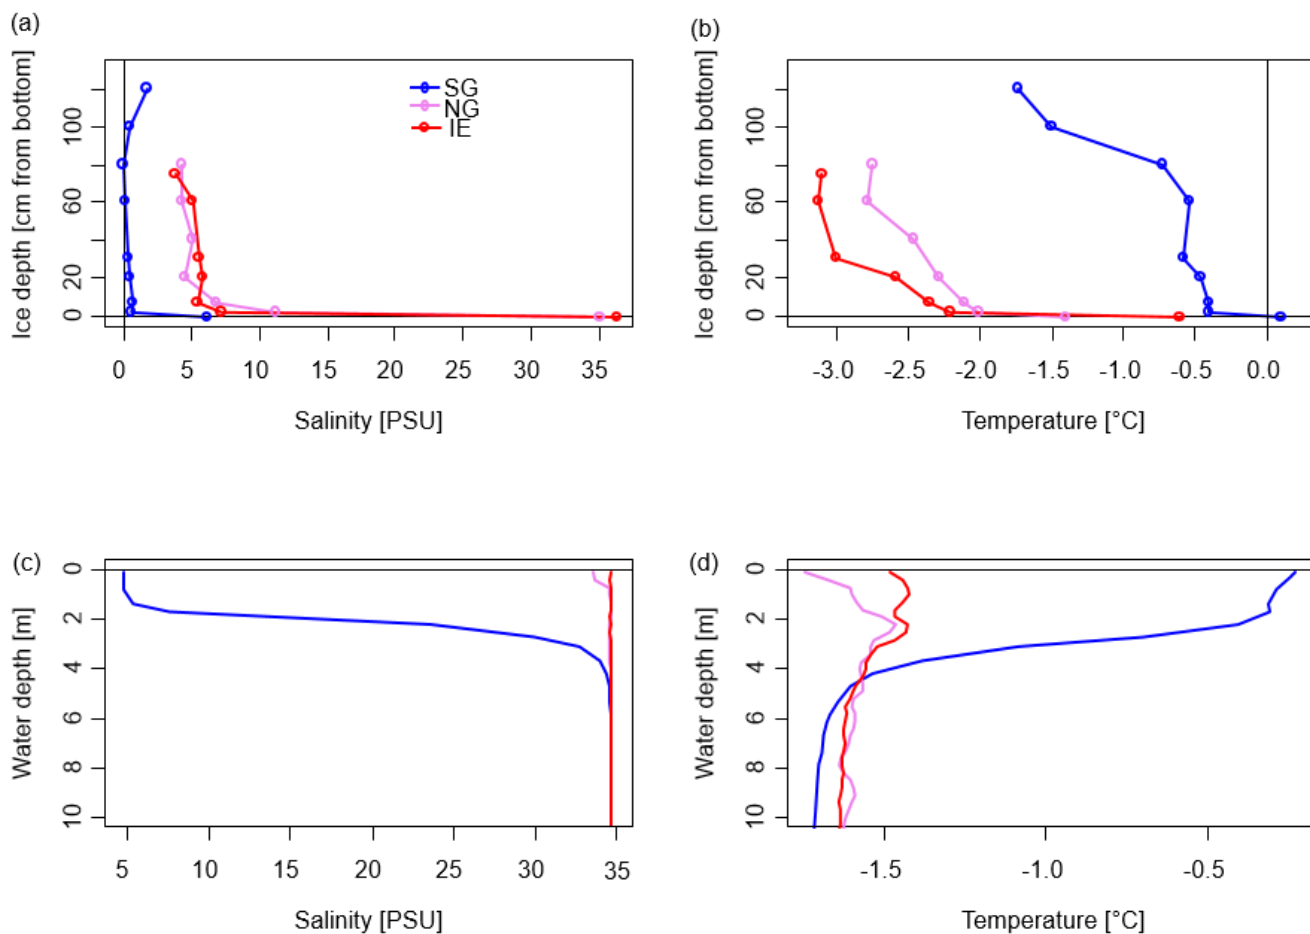 (a)
Ice depth [cm from bottom]
0 20 60 100
SG
NG
IE
0 5 10 15 20 25 30 35
Salinity [PSU]
(b)
Ice depth [cm from bottom]
0 20 60 100
-3.0 -2.5 -2.0 -1.5 -1.0 -0.5 0.0
Temperature [°C]
(c)
Water depth [m]
0 2 4 6 8 10
5 10 15 20 25 30 35
Salinity [PSU]
(d)
Water depth [m]
0 2 4 6 8 10
-1.5 -1.0 -0.5
Temperature [°C]